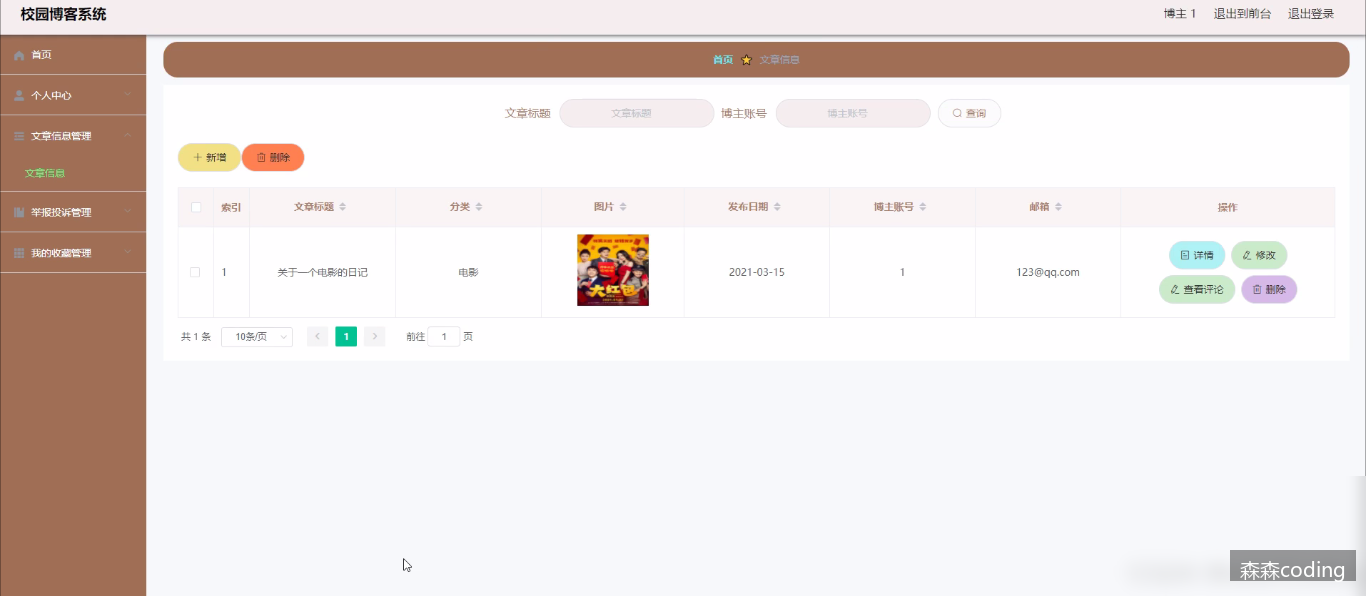 校园博客系统
博主 1 退出到前台 退出登录
首页
个人中心
文章信息管理
文章信息
举报投诉管理
我的收藏管理
首页 文章信息
文章标题 文章标题 博主账号 博主账号 查询
新增 删除
索引 文章标题 分类 图片 发布日期 博主账号 邮箱 操作
1 关于一个电影的日记 电影 2021-03-15 1 123@qq.com
大红包
详情 修改
查看评论 删除
共 1 条 10条/页 1 前往 1 页
森森coding